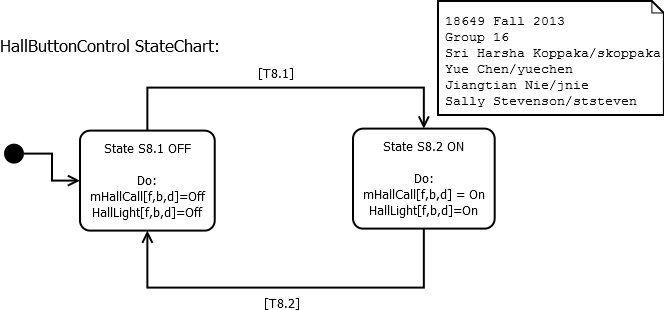 18649 Fall 2013
Group 16
Sri Harsha Koppaka/skoppaka
Yue Chen/yuechen
Jiangtian Nie/jnie
Sally Stevenson/ststeven
HallButtonControl StateChart:
[T8.1]
State S8.1 OFF
Do:
mHallCall[f,b,d]=Off
HallLight[f,b,d]=Off
State S8.2 ON
Do:
mHallCall[f,b,d] = On
HallLight[f,b,d]=On
[T8.2]